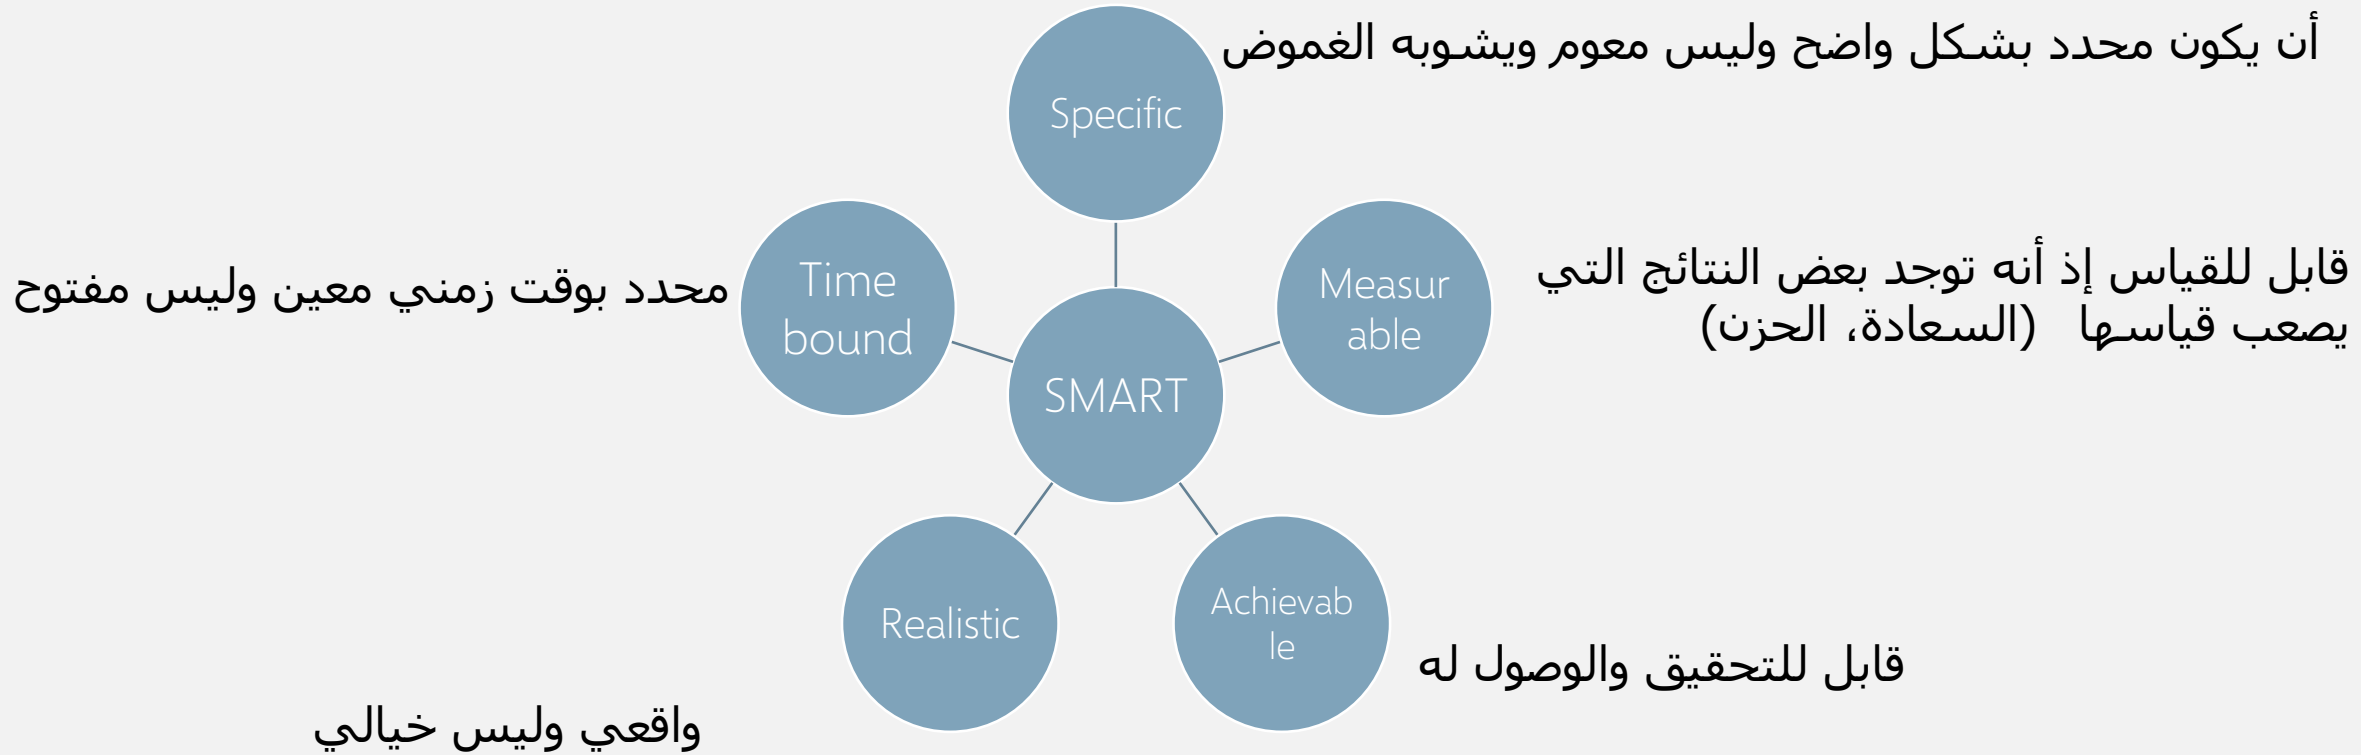 Specific
أن يكون محدد بشكل واضح وليس معوم ويشوبه الغموض
Measur
able
قابل للقياس إذ أنه توجد بعض النتائج التي
يصعب قياسها (السعادة، الحزن)
Achievab
le
قابل للتحقيق والوصول له
Realistic
واقعي وليس خيالي
Time
bound
محدد بوقت زمني معين وليس مفتوح
SMART